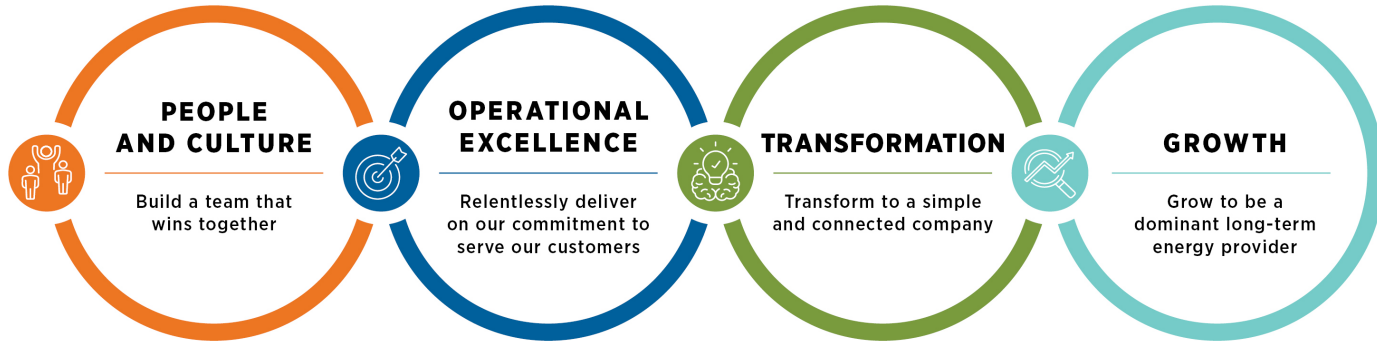 PEOPLE
AND CULTURE
Build a team that
wins together
OPERATIONAL
EXCELLENCE
Relentlessly deliver
on our commitment to
serve our customers
TRANSFORMATION
Transform to a simple
and connected company
GROWTH
Grow to be a
dominant long-term
energy provider